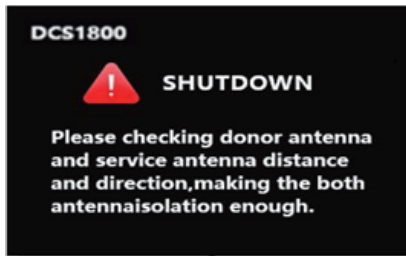 DCS1800
! SHUTDOWN
Please checking donor antenna
and service antenna distance
and direction,making the both
antennaisolation enough.